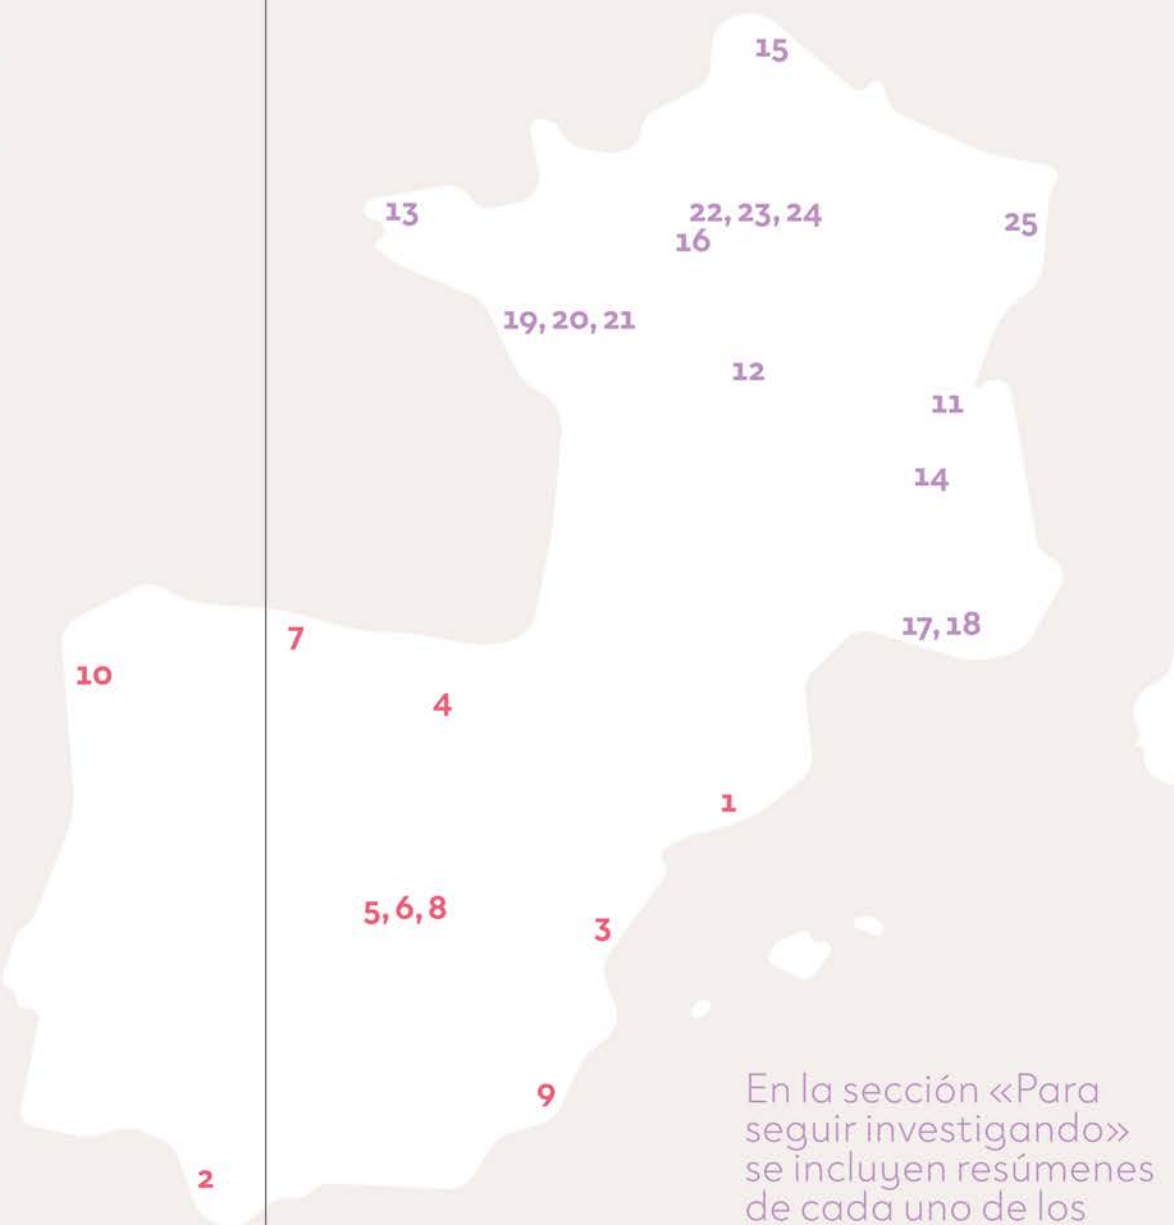 15
13
22, 23, 24
25
16
19, 20, 21
12
11
14
17, 18
7
10
4
1
5, 6, 8
3
9
2
En la sección «Para
seguir investigando»
se incluyen resúmenes
de cada uno de los